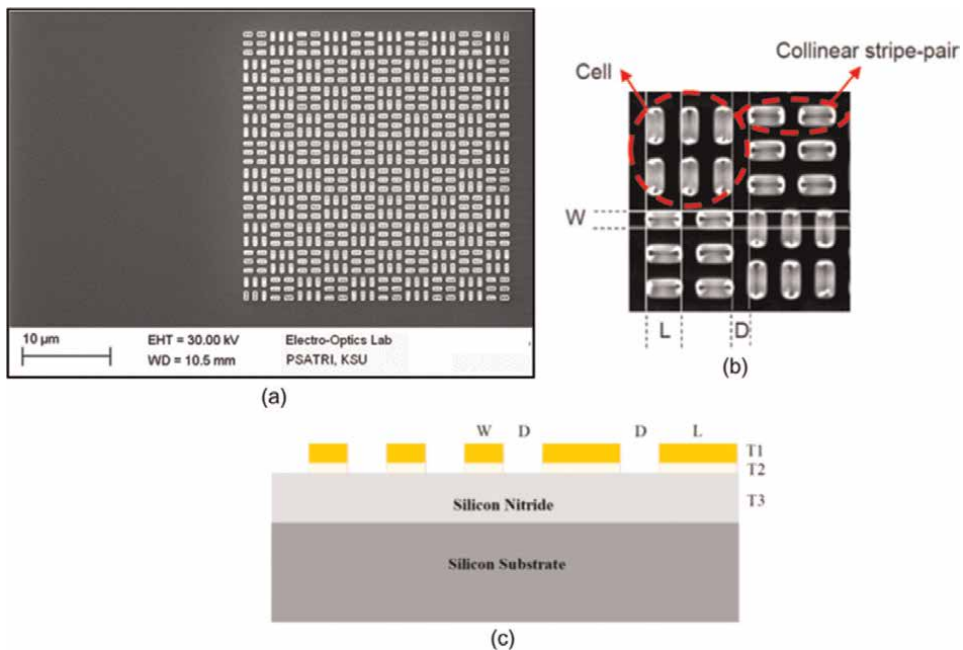 10 µm
EHT = 30.00 kV
WD = 10.5 mm
Electro-Optics Lab
PSATRI, KSU
(a)
Cell
Collinear stripe-pair
W
L
D
(b)
W D D L
T1
T2
T3
Silicon Nitride
Silicon Substrate
(c)